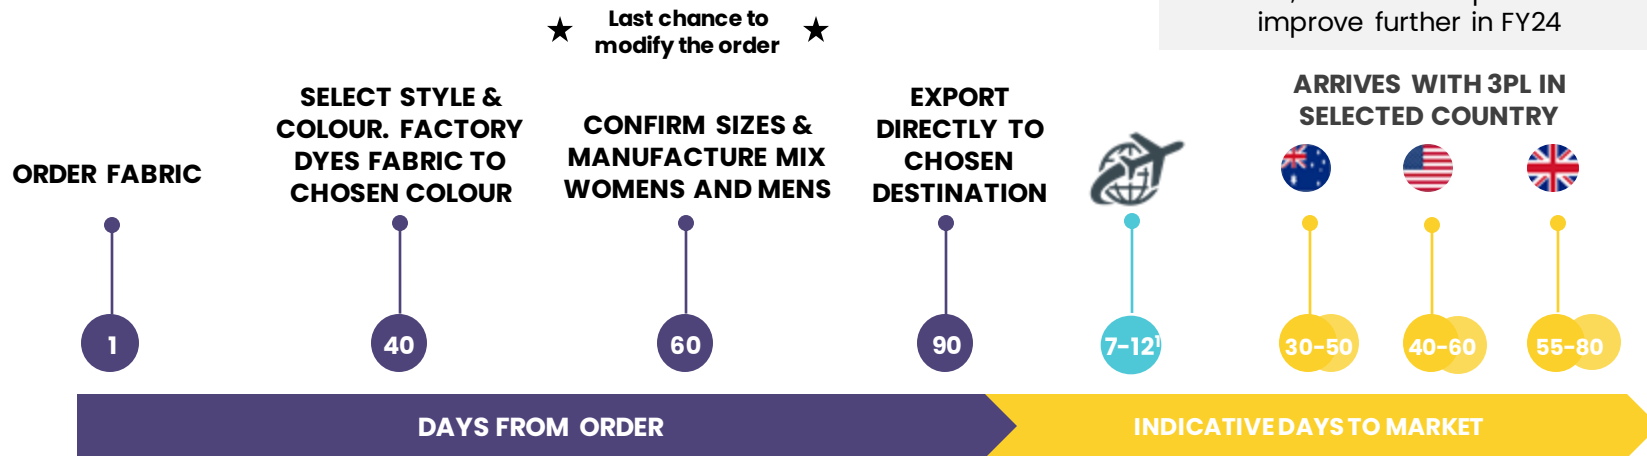 improve further in FY24
Last chance to
modify the order
ORDER FABRIC
SELECT STYLE &
COLOUR. FACTORY
DYES FABRIC TO
CHOSEN COLOUR
CONFIRM SIZES &
MANUFACTURE MIX
WOMENS AND MENS
EXPORT
DIRECTLY TO
CHOSEN
DESTINATION
ARRIVES WITH 3PL IN
SELECTED COUNTRY
1
40
60
90
7-12¹
30-50
40-60
55-80
DAYS FROM ORDER
INDICATIVE DAYS TO MARKET